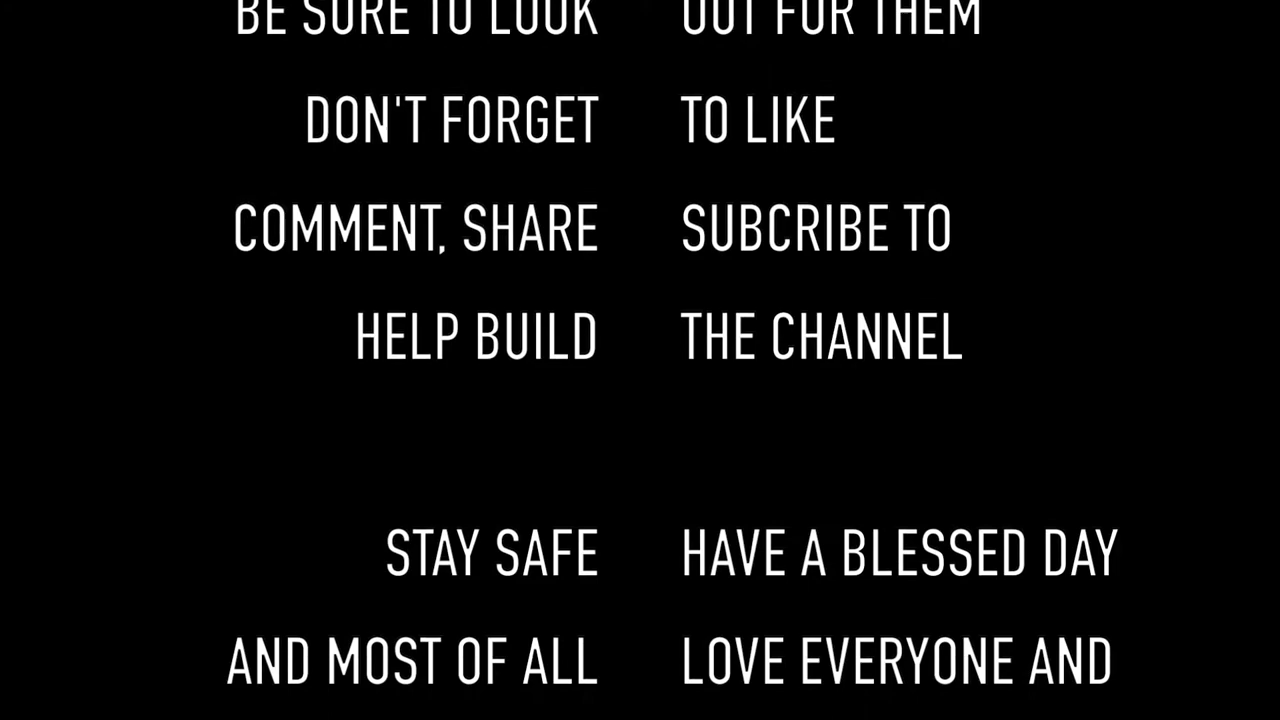 BE SURE TO LOOK OUT FOR THEM
DON'T FORGET TO LIKE
COMMENT, SHARE SUBCRIBE TO
HELP BUILD THE CHANNEL
STAY SAFE HAVE A BLESSED DAY
AND MOST OF ALL LOVE EVERYONE AND